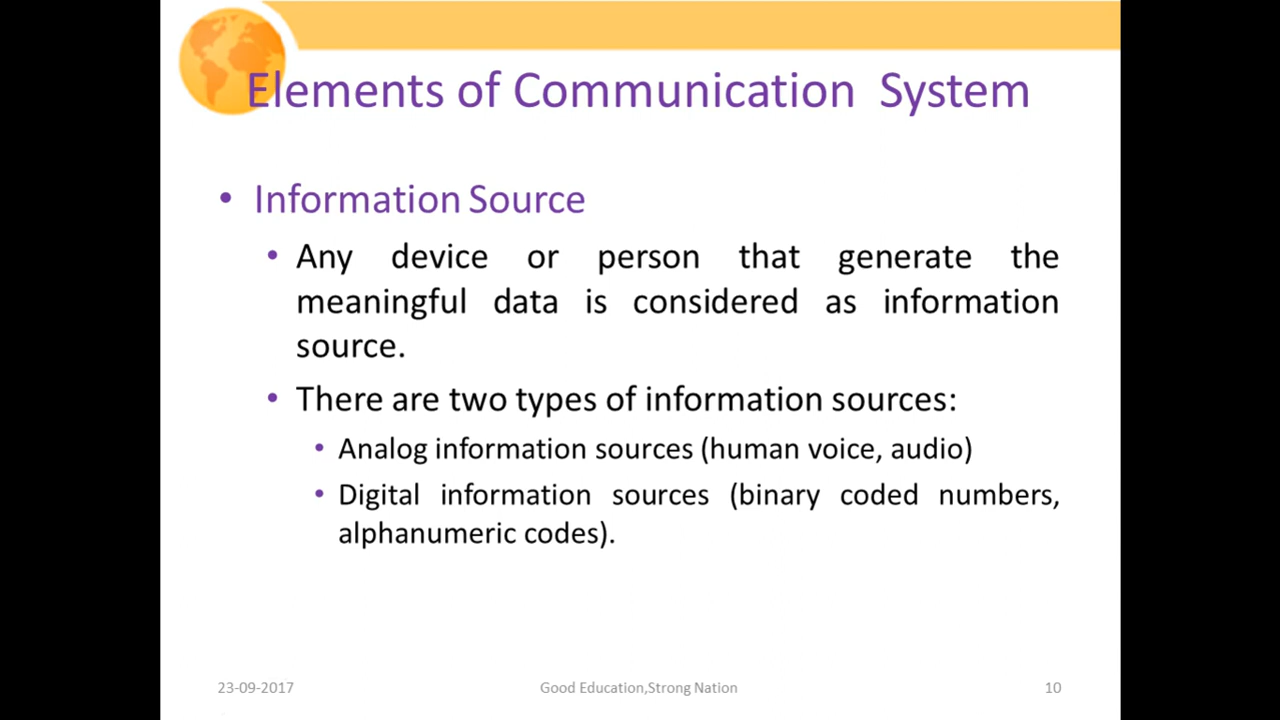 Elements of Communication System
• Information Source
• Any device or person that generate the
meaningful data is considered as information
source.
• There are two types of information sources:
• Analog information sources (human voice, audio)
• Digital information sources (binary coded numbers,
alphanumeric codes).
23-09-2017 Good Education,Strong Nation 10